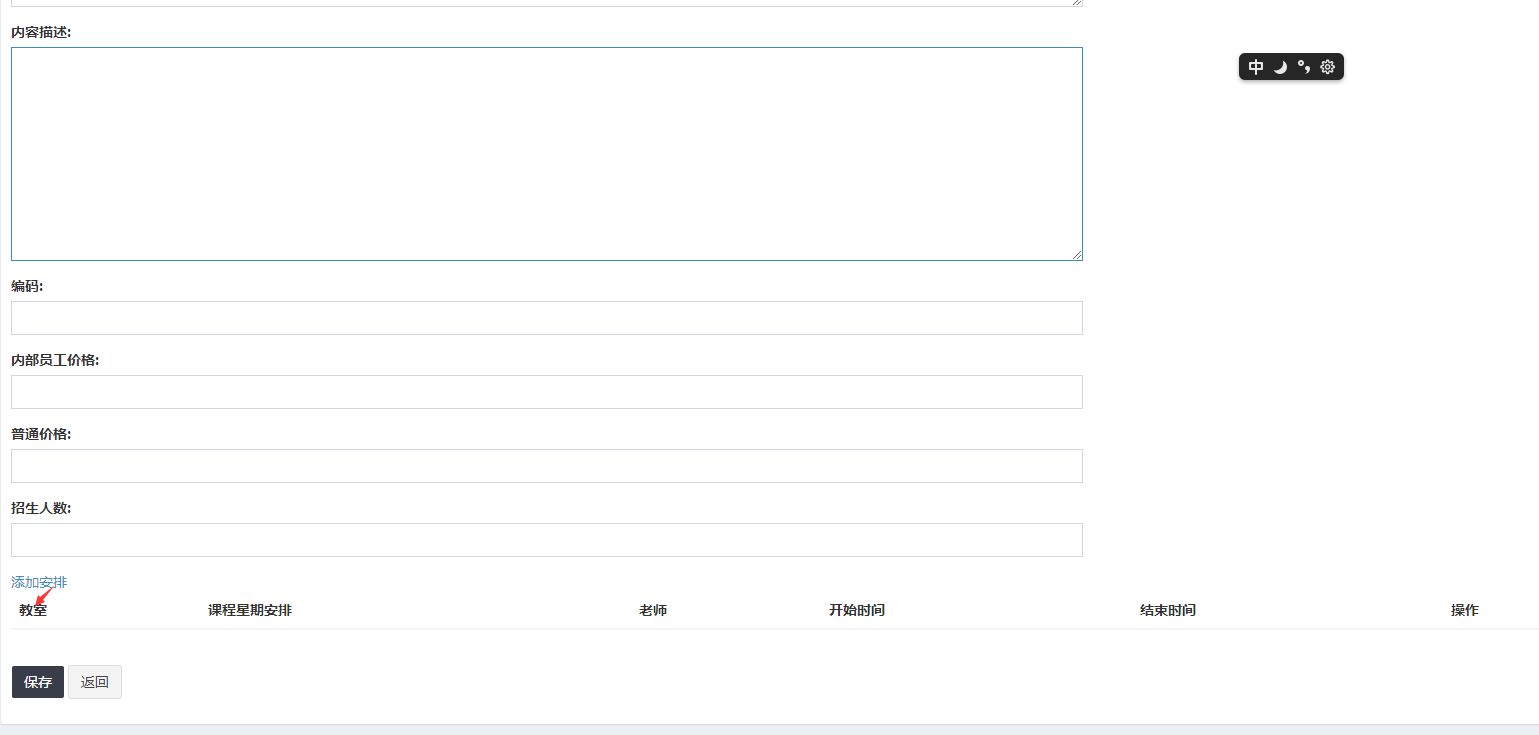 内容描述:
中
编码:
内部员工价格:
普通价格:
招生人数:
添加安排
教室 课程星期安排 老师 开始时间 结束时间 操作
保存 返回